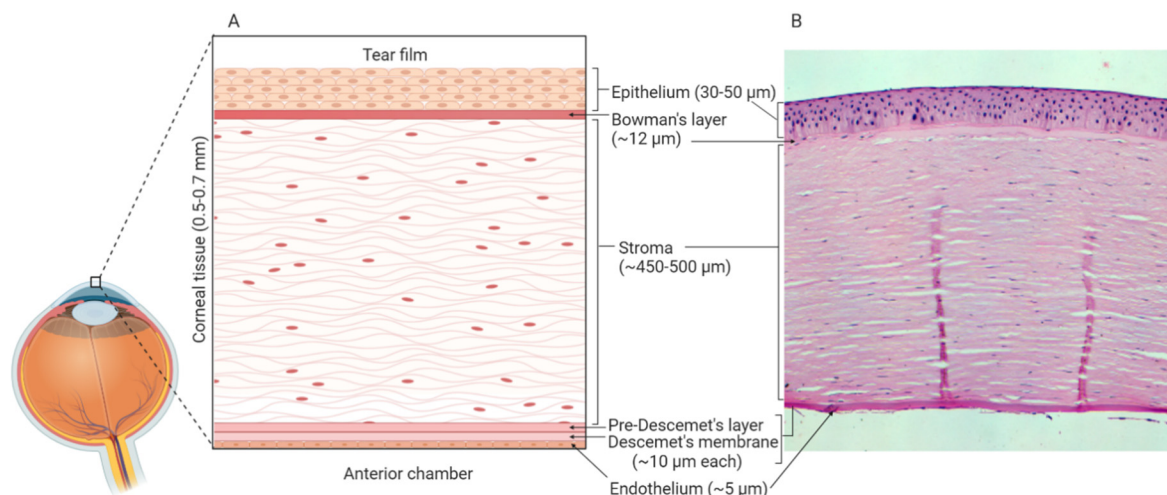 A
B
Tear film
Epithelium (30-50 µm)
Bowman's layer
(~12 µm)
Corneal tissue (0.5-0.7 mm)
Stroma
(~450-500 µm)
Pre-Descemet's layer
Descemet's membrane
(~10 µm each)
Anterior chamber
Endothelium (~5 µm)